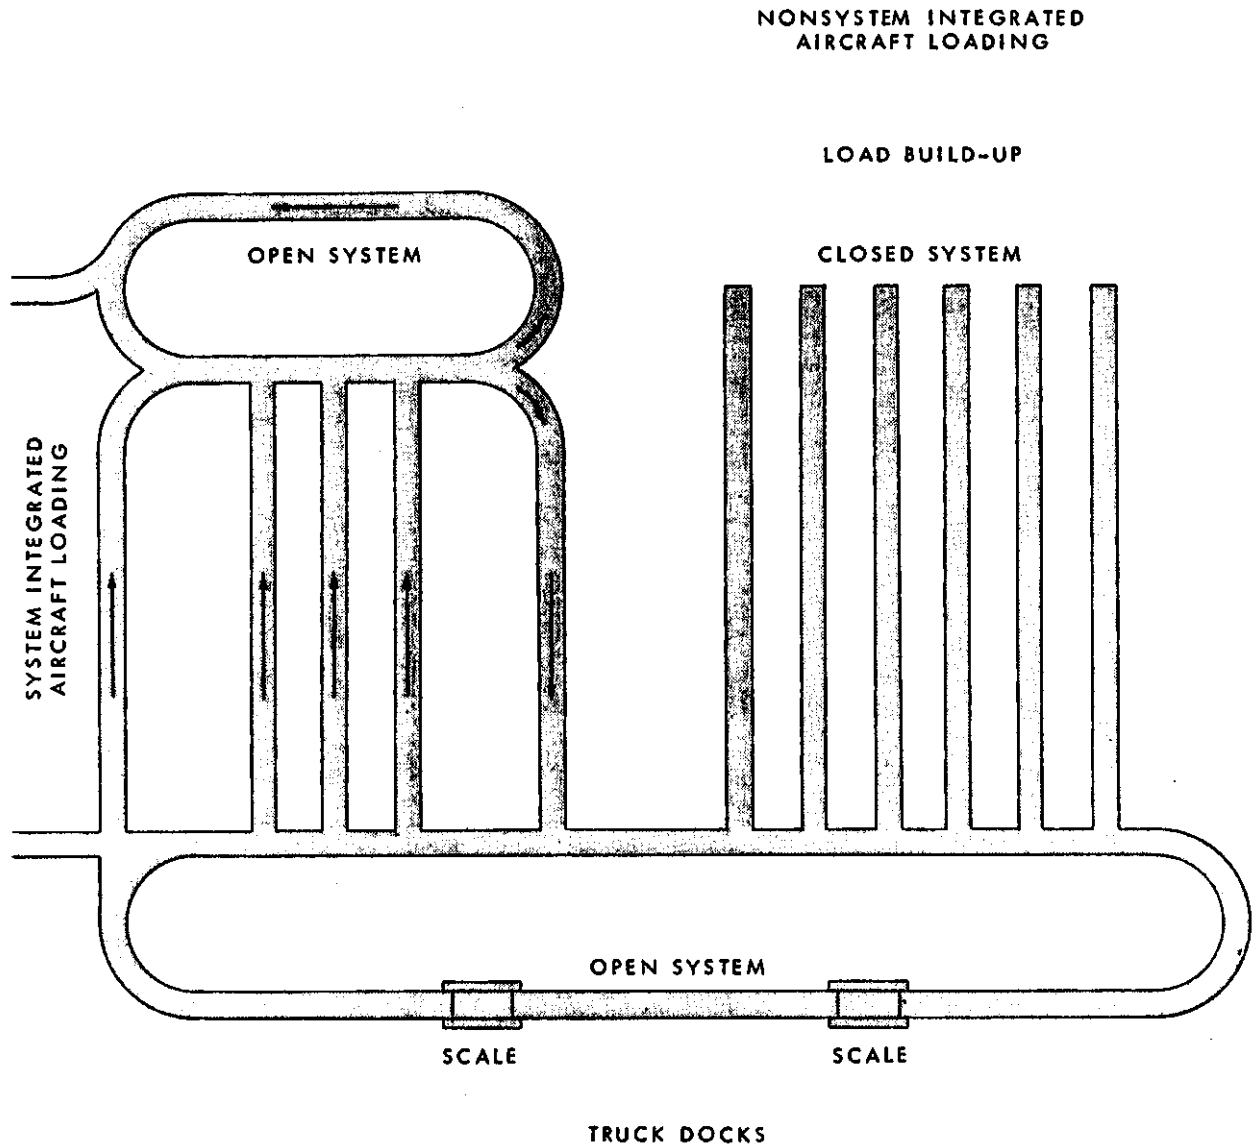 NONSYSTEM INTEGRATED
AIRCRAFT LOADING
LOAD BUILD-UP
OPEN SYSTEM
CLOSED SYSTEM
SYSTEM INTEGRATED
AIRCRAFT LOADING
OPEN SYSTEM
SCALE
SCALE
TRUCK DOCKS